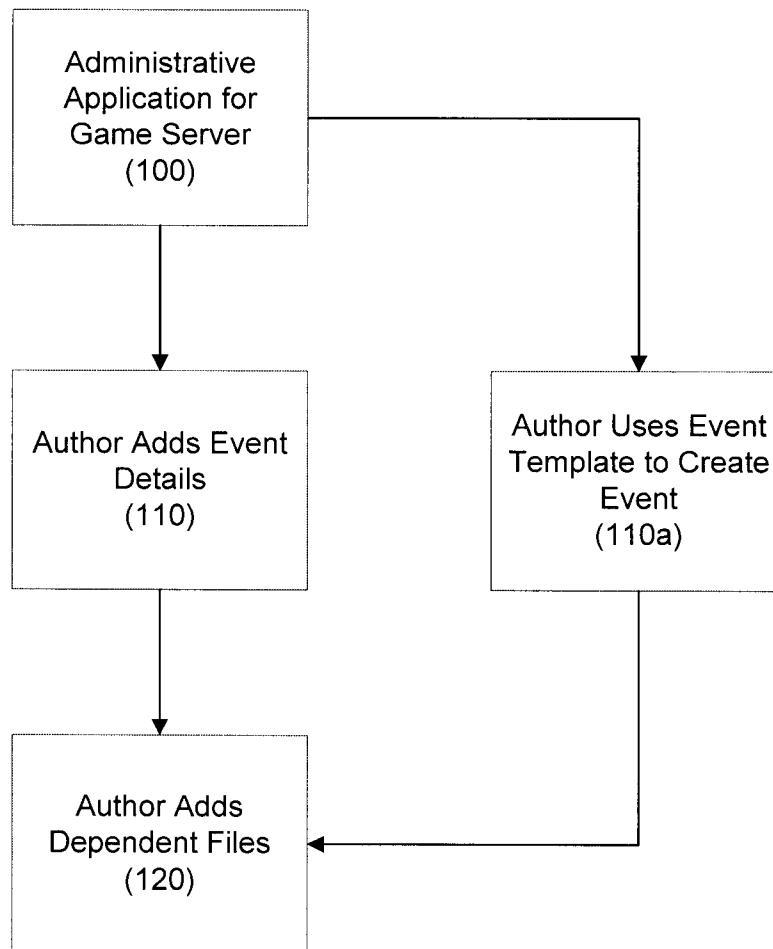 Administrative
Application for
Game Server
(100)
Author Adds Event
Details
(110)
Author Uses Event
Template to Create
Event
(110a)
Author Adds
Dependent Files
(120)